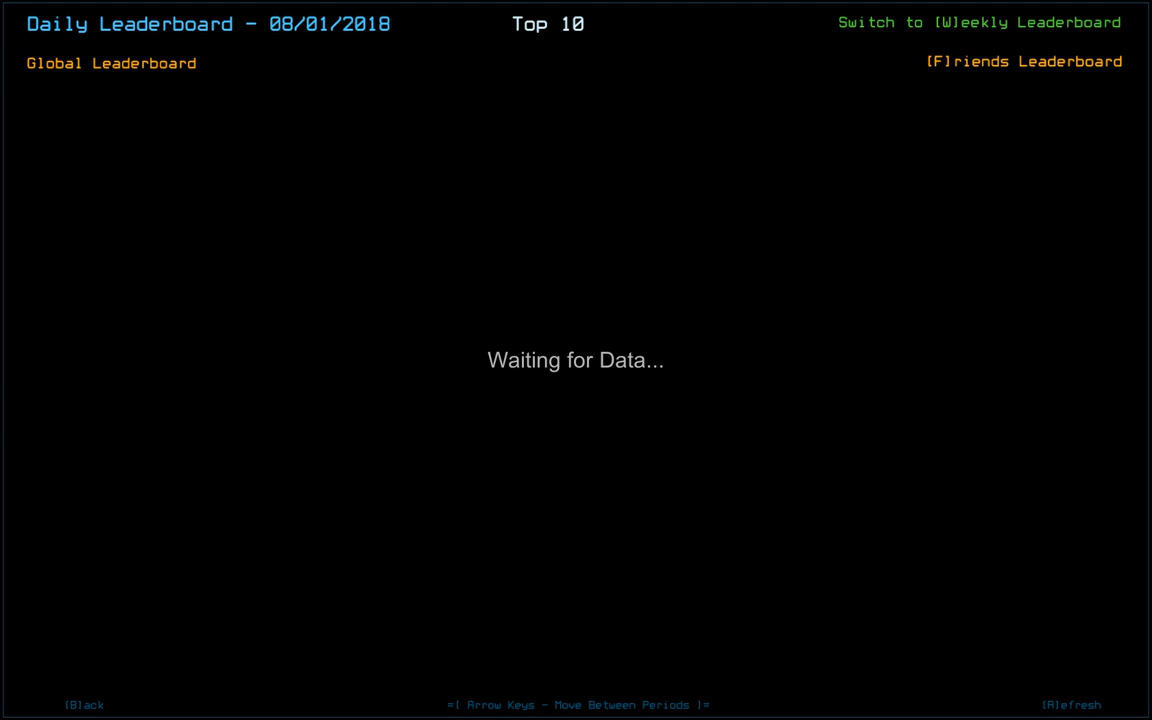 Daily Leaderboard - 08/01/2018 Top 10 Switch to [W]eekly Leaderboard
Global Leaderboard [F]riends Leaderboard
Waiting for Data...
[B]ack =[ Arrow Keys - Move Between Periods ]= [R]efresh